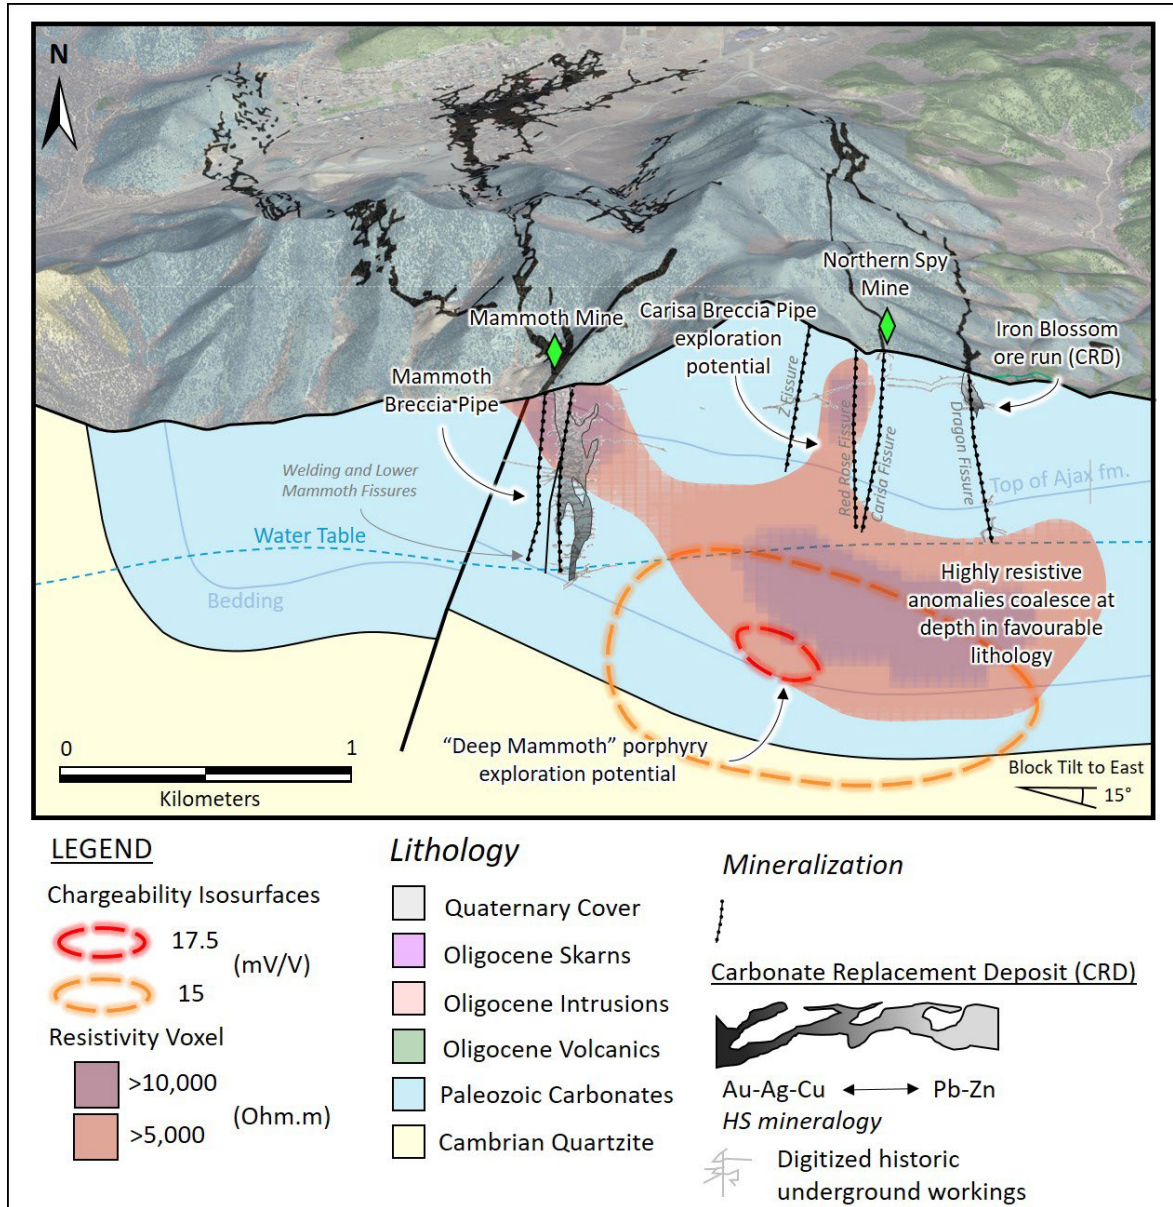 N
Mammoth Mine
Mammoth
Breccia Pipe
Carisa Breccia Pipe
exploration
potential
Northern Spy
Mine
Iron Blossom
ore run (CRD)
Welding and Lower
Mammoth Fissures
Z Fissure
Red Rose Fissure
Carisa Fissure
Dragon Fissure
Top of Ajax fm.
Water Table
Bedding
Highly resistive
anomalies coalesce at
depth in favourable
lithology
"Deep Mammoth" porphyry
exploration potential
0 1
Kilometers
Block Tilt to East
15°
LEGEND
Chargeability Isosurfaces
17.5
(mV/V)
15
Resistivity Voxel
>10,000
(Ohm.m)
>5,000
Lithology
Quaternary Cover
Oligocene Skarns
Oligocene Intrusions
Oligocene Volcanics
Paleozoic Carbonates
Cambrian Quartzite
Mineralization
Carbonate Replacement Deposit (CRD)
Au-Ag-Cu Pb-Zn
HS mineralogy
Digitized historic
underground workings